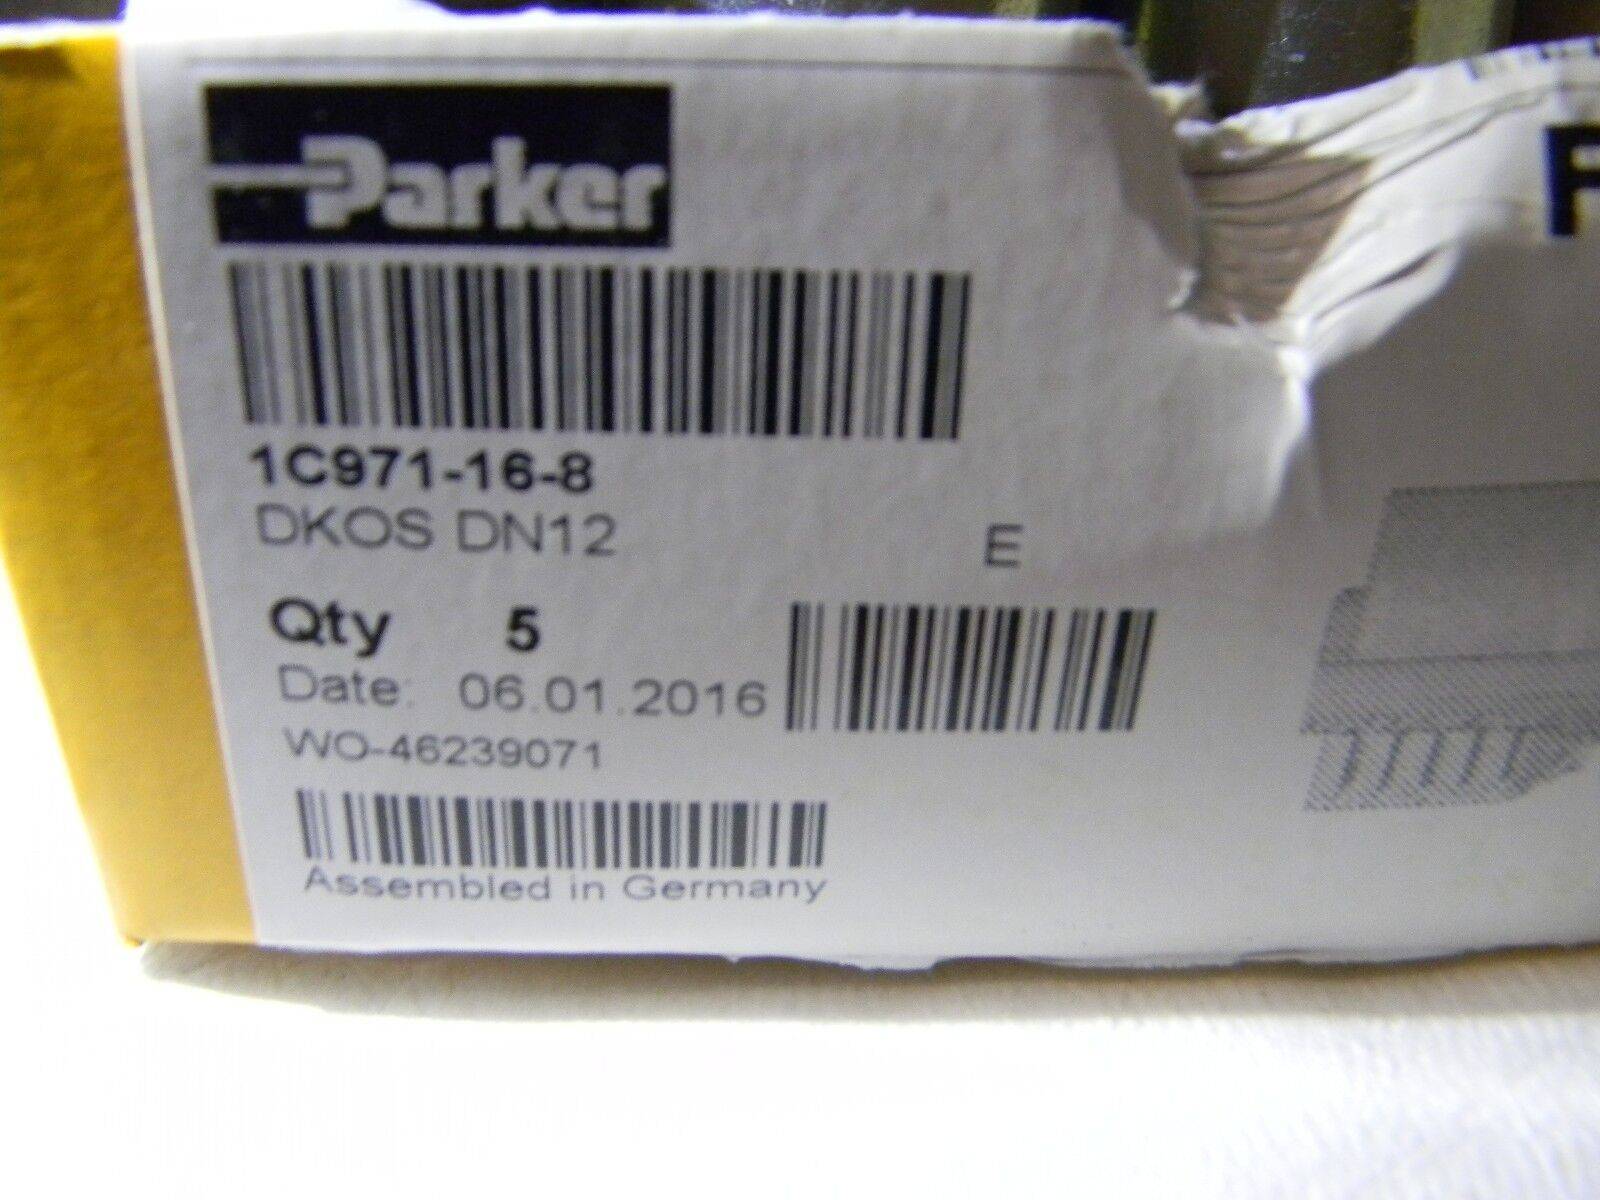 Parker
1C971-16-8
DKOS DN12
E
Qty 5
Date: 06.01.2016
WO-46239071
Assembled in Germany